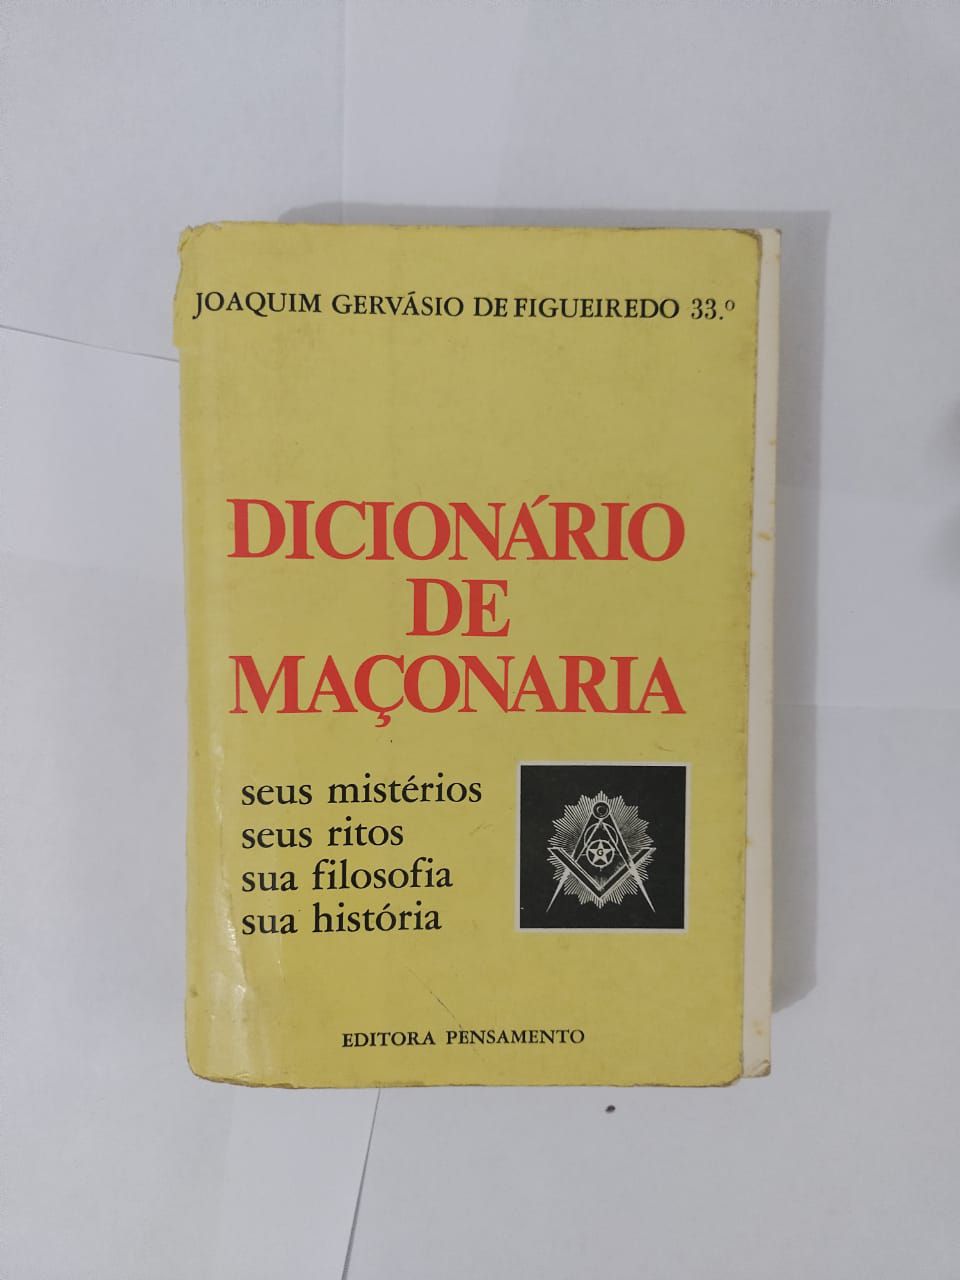 JOAQUIM GERVÁSIO DE FIGUEIREDO 33.º
DICIONÁRIO
DE
MAÇONARIA
seus mistérios
seus ritos
sua filosofia
sua história
G
EDITORA PENSAMENTO